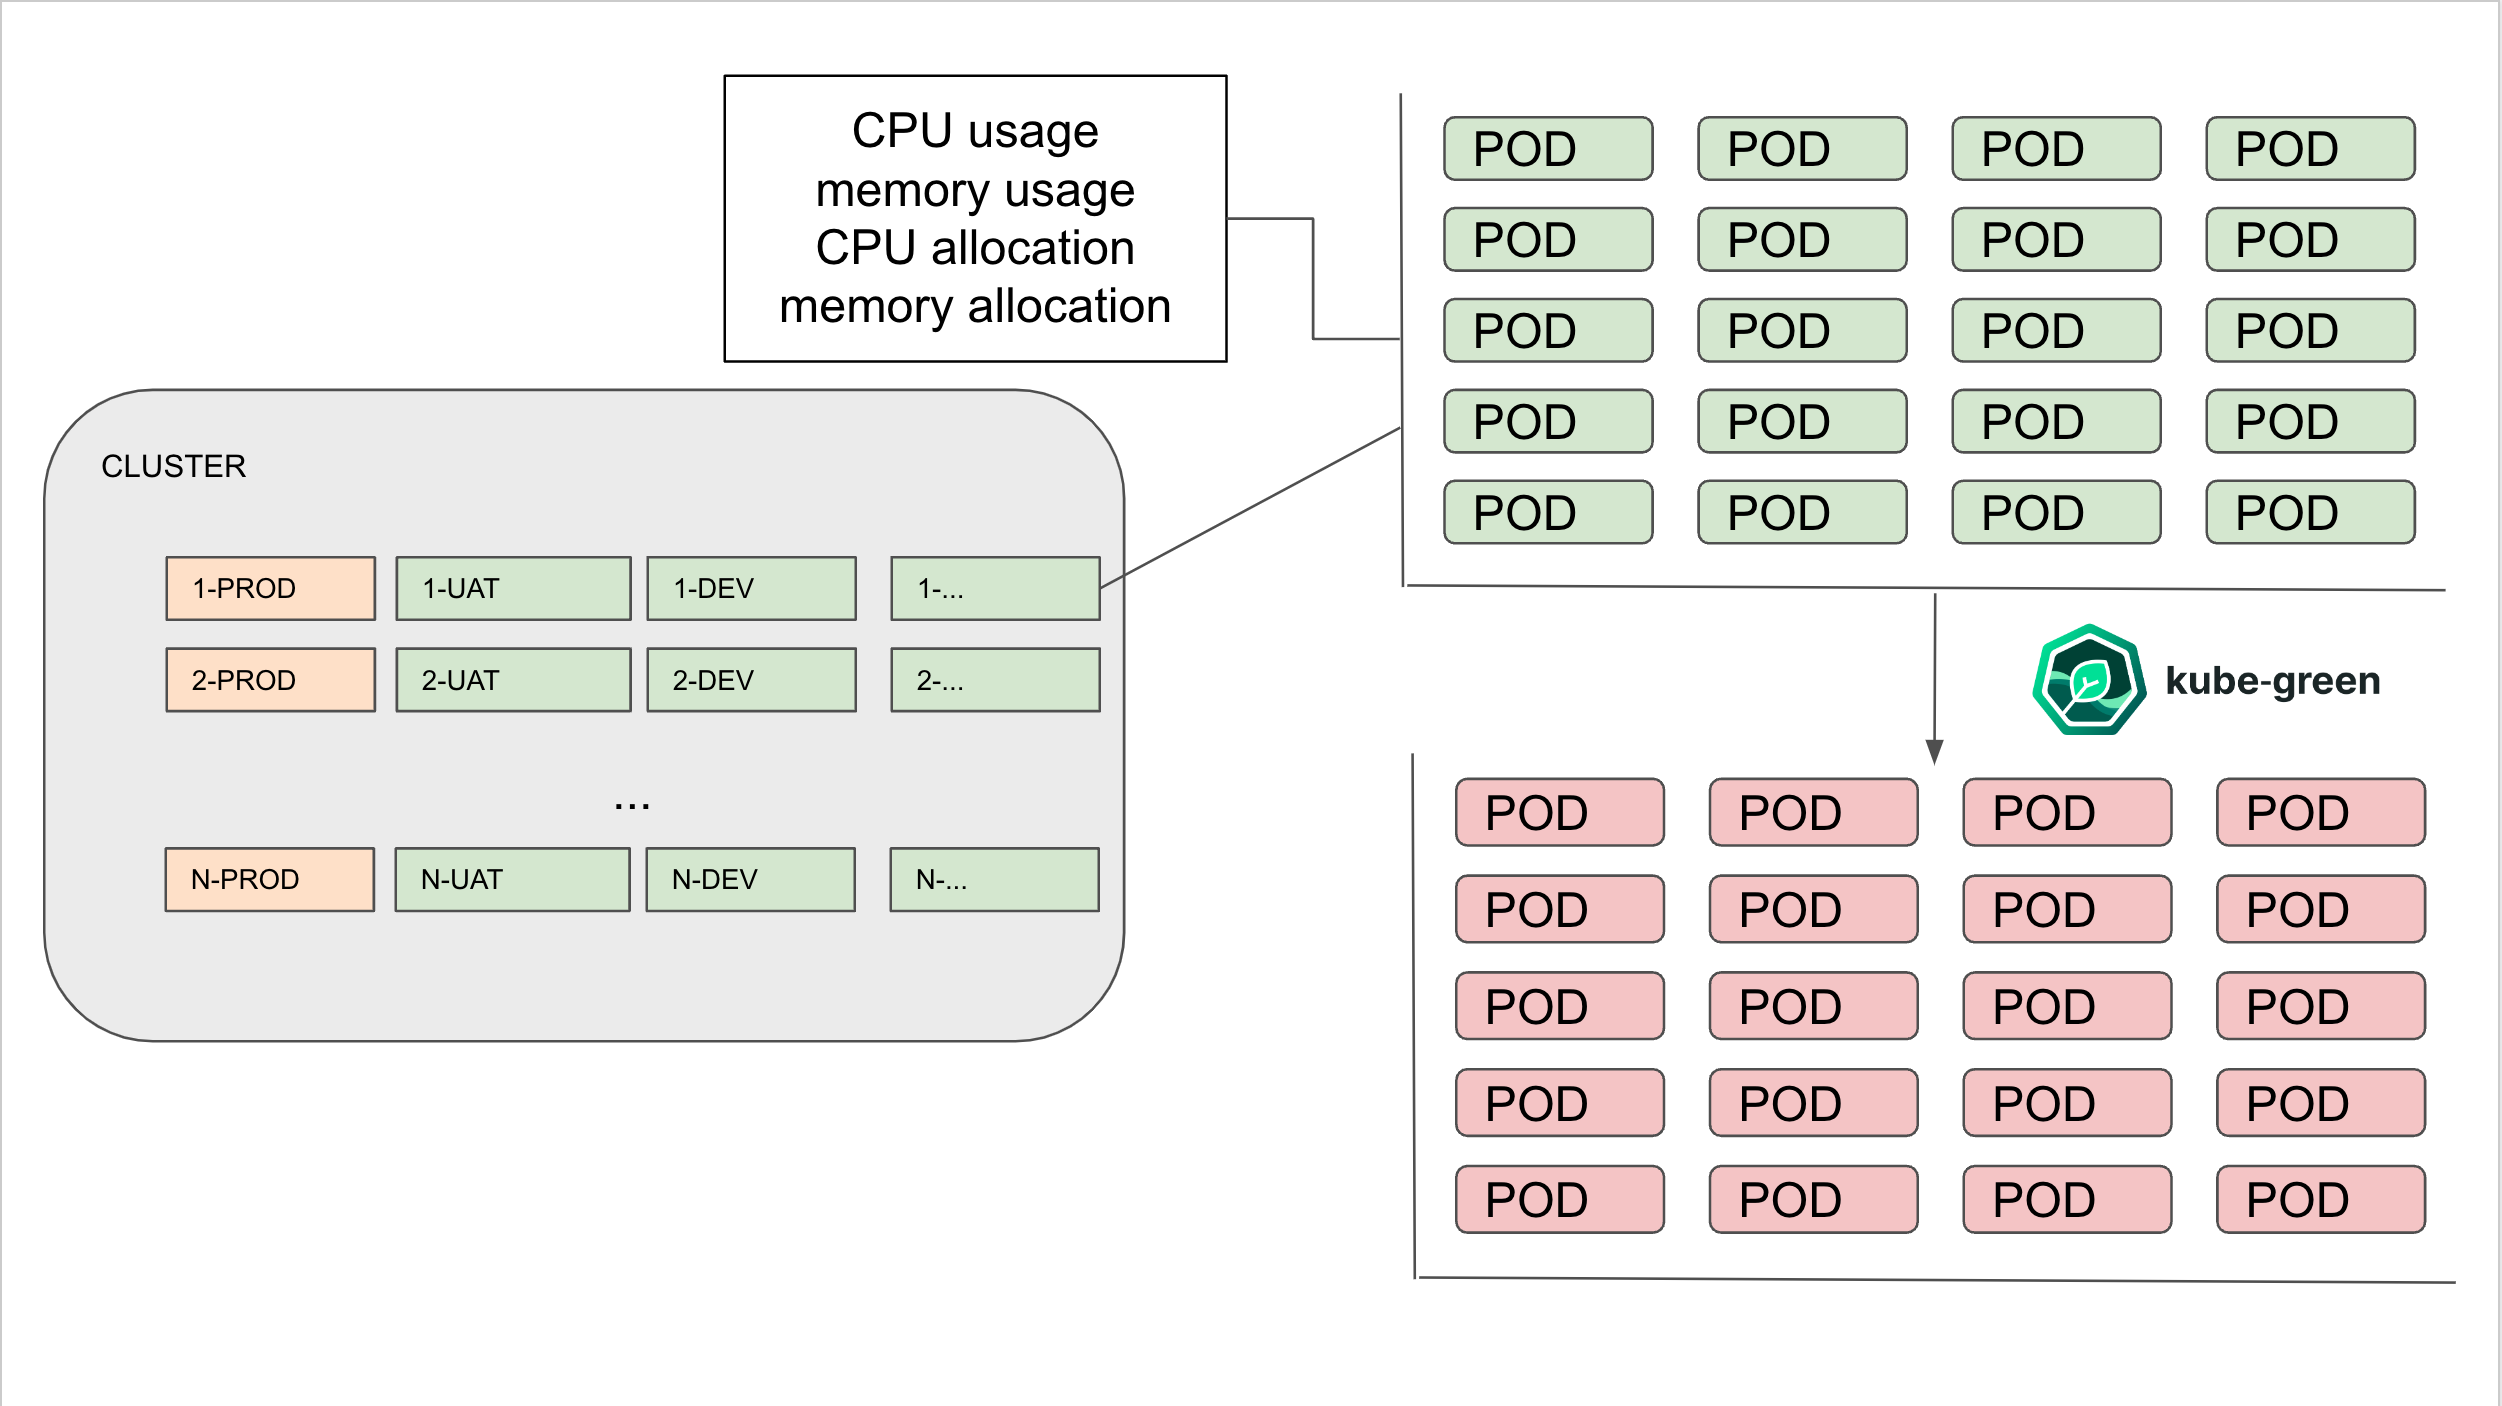 CPU usage
memory usage
CPU allocation
memory allocation
CLUSTER
1-PROD 1-UAT 1-DEV 1-...
2-PROD 2-UAT 2-DEV 2-...
...
N-PROD N-UAT N-DEV N-...
POD POD POD POD
POD POD POD POD
POD POD POD POD
POD POD POD POD
POD POD POD POD
kube-green
POD POD POD POD
POD POD POD POD
POD POD POD POD
POD POD POD POD
POD POD POD POD